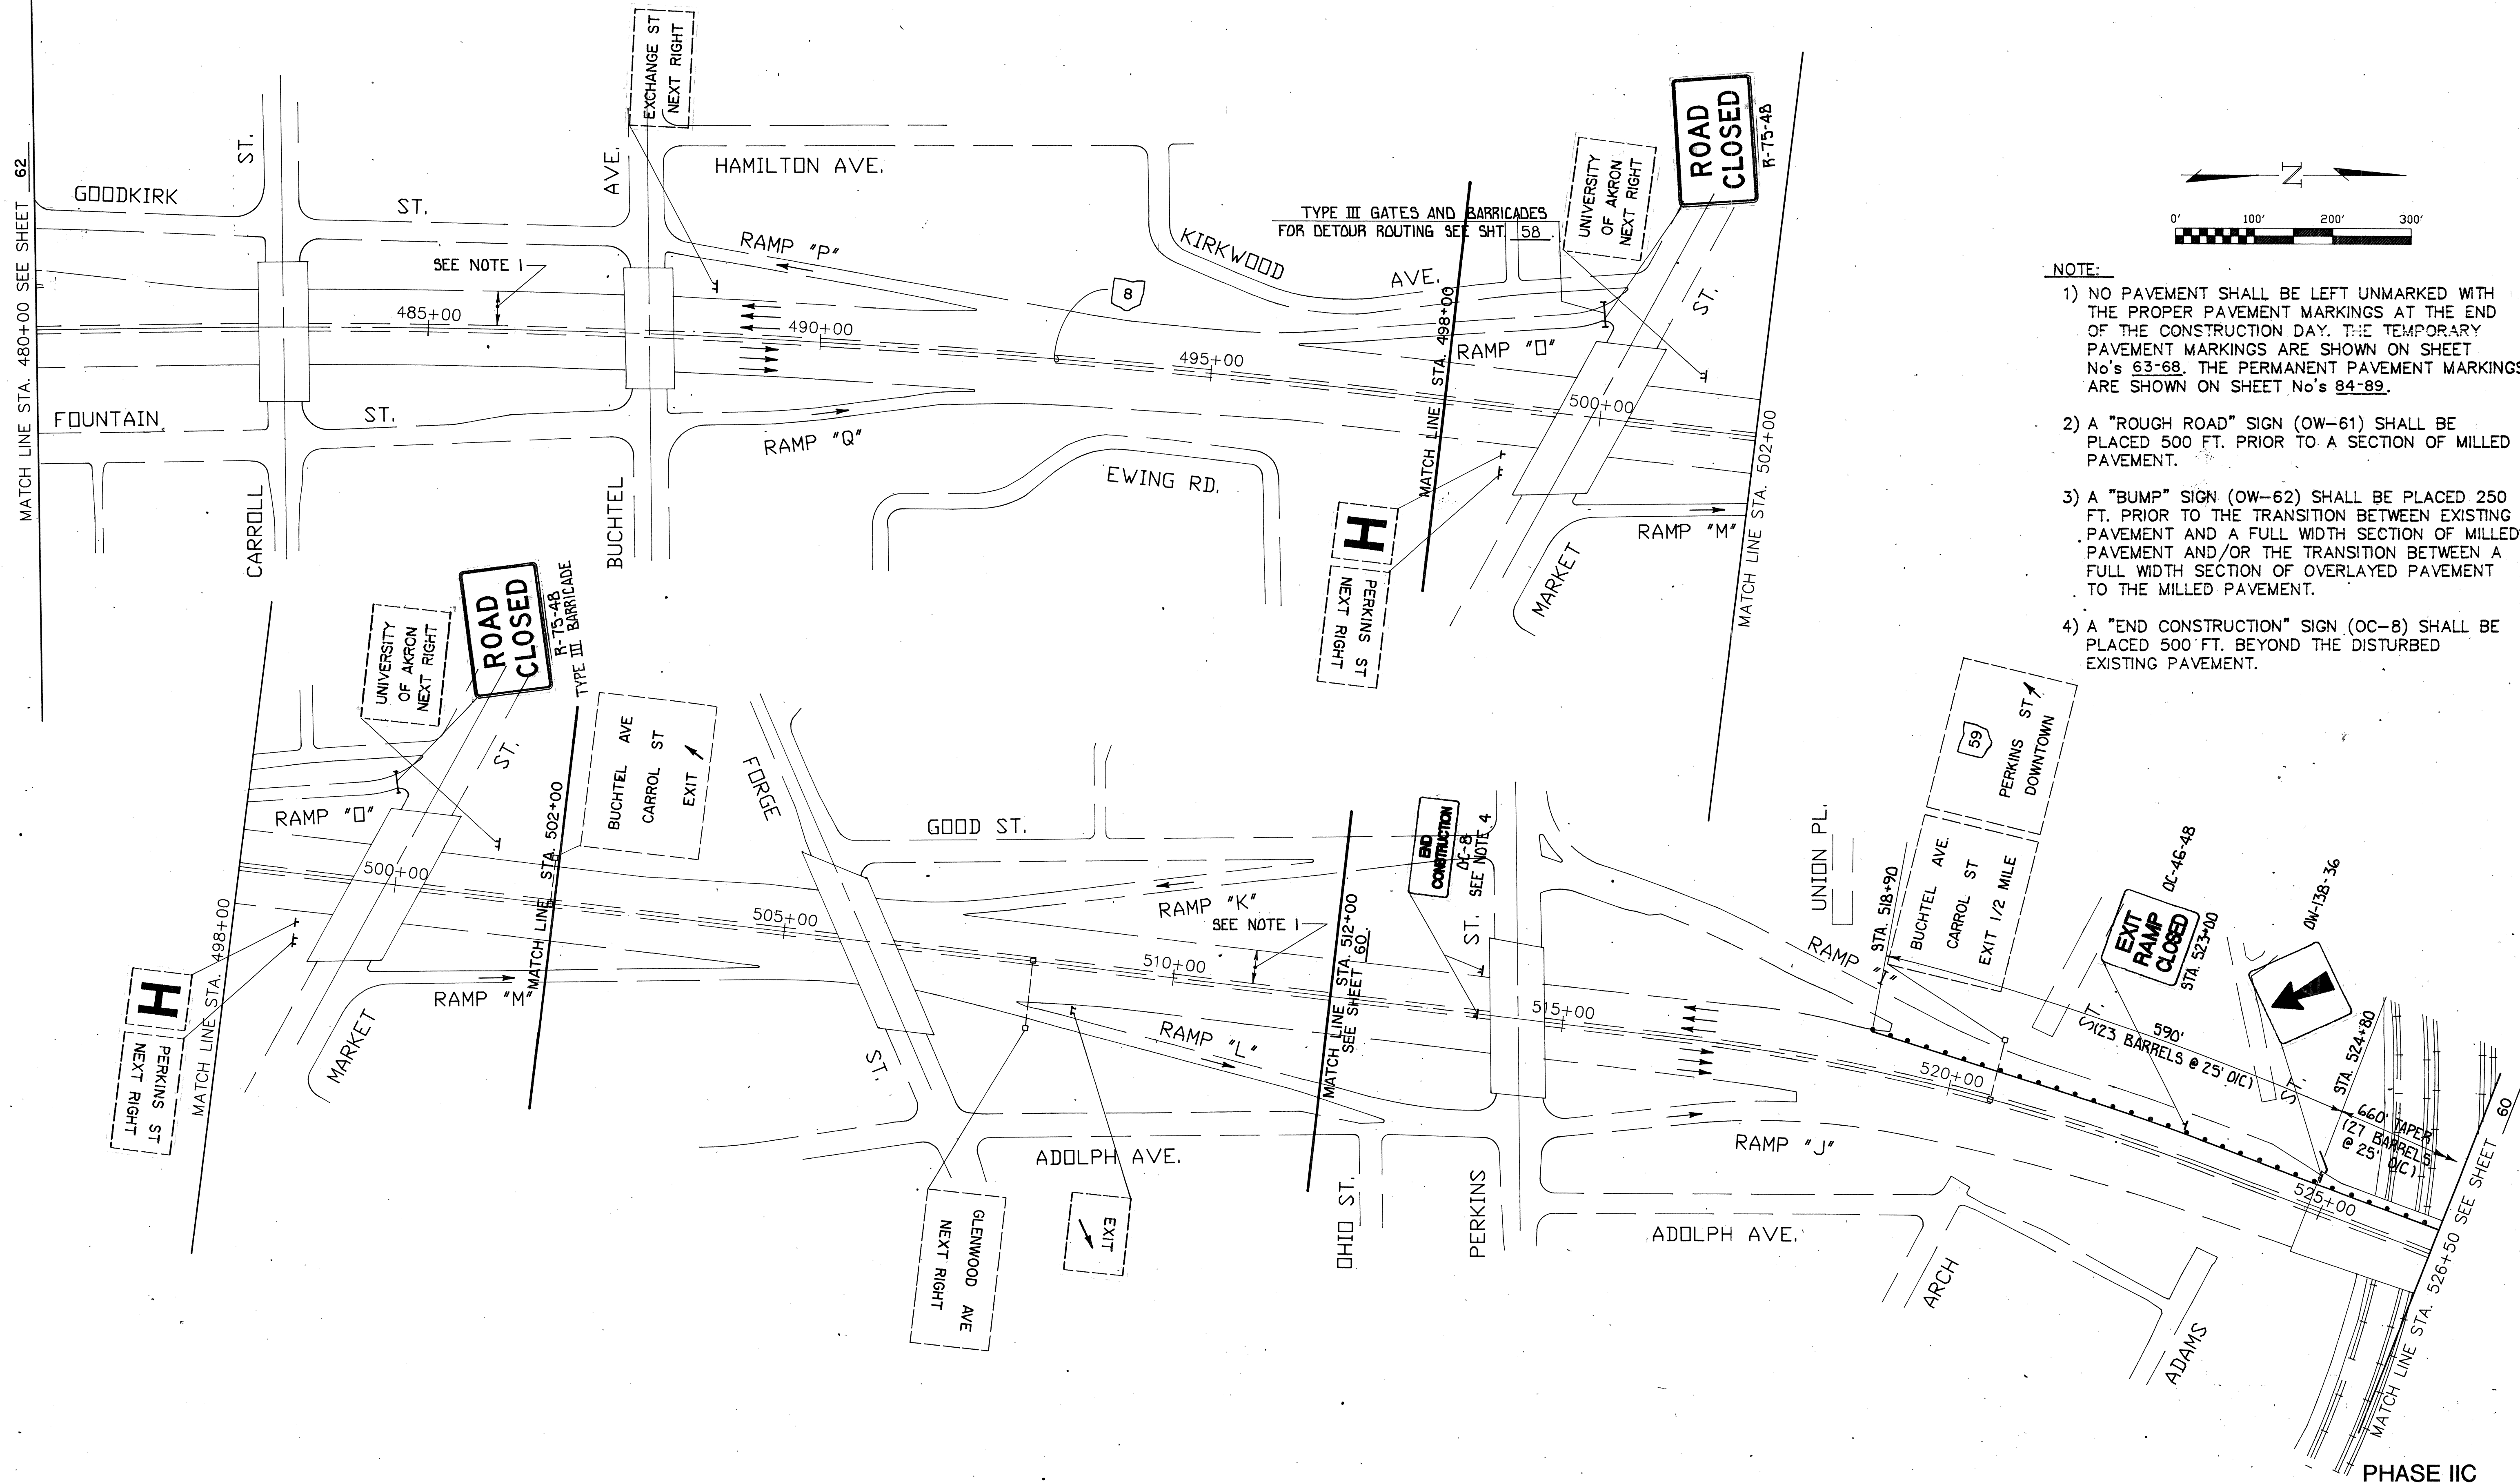 MATCH LINE STA. 480+00 SEE SHEET 62
GOODKIRK
ST.
ST.
AVE.
EXCHANGE ST
NEXT RIGHT
HAMILTON AVE.
RAMP "P"
SEE NOTE 1
485+00
490+00
8
495+00
FOUNTAIN
ST.
RAMP "Q"
EWING RD.
CARROLL
BUCHTEL
KIRKWOOD
AVE.
TYPE III GATES AND BARRICADES
FOR DETOUR ROUTING SEE SHT. 58
UNIVERSITY
OF AKRON
NEXT RIGHT
ROAD
CLOSED
R-75-48
ST.
MATCH LINE STA. 498+00
RAMP "O"
500+00
H
PERKINS ST
NEXT RIGHT
MARKET
RAMP "M"
MATCH LINE STA. 502+00
N
0' 100' 200' 300'
NOTE:
1) NO PAVEMENT SHALL BE LEFT UNMARKED WITH
THE PROPER PAVEMENT MARKINGS AT THE END
OF THE CONSTRUCTION DAY. THE TEMPORARY
PAVEMENT MARKINGS ARE SHOWN ON SHEET
No's 63-68. THE PERMANENT PAVEMENT MARKINGS
ARE SHOWN ON SHEET No's 84-89.
2) A "ROUGH ROAD" SIGN (OW-61) SHALL BE
PLACED 500 FT. PRIOR TO A SECTION OF MILLED
PAVEMENT.
3) A "BUMP" SIGN (OW-62) SHALL BE PLACED 250
FT. PRIOR TO THE TRANSITION BETWEEN EXISTING
PAVEMENT AND A FULL WIDTH SECTION OF MILLED
PAVEMENT AND/OR THE TRANSITION BETWEEN A
FULL WIDTH SECTION OF OVERLAYED PAVEMENT
TO THE MILLED PAVEMENT.
4) A "END CONSTRUCTION" SIGN (OC-8) SHALL BE
PLACED 500 FT. BEYOND THE DISTURBED
EXISTING PAVEMENT.
MATCH LINE STA. 498+00
UNIVERSITY
OF AKRON
NEXT RIGHT
ROAD
CLOSED
R-75-48
TYPE III BARRICADE
ST.
RAMP "O"
500+00
H
PERKINS ST
NEXT RIGHT
MARKET
RAMP "M"
MATCH LINE STA. 502+00
BUCHTEL AVE
CARROL ST
EXIT
FORGE
ST.
505+00
GOOD ST.
RAMP "K"
SEE NOTE 1
510+00
RAMP "L"
ADOLPH AVE.
GLENWOOD AVE
NEXT RIGHT
EXIT
MATCH LINE STA. 512+00
SEE SHEET 60.
END
CONSTRUCTION
OC-8
SEE NOTE 4
ST.
OHIO ST.
PERKINS
515+00
RAMP "J"
ADOLPH AVE.
UNION PL.
RAMP "I"
STA. 518+90
59
PERKINS ST
DOWNTOWN
BUCHTEL AVE.
CARROL ST
EXIT 1/2 MILE
520+00
ST.
590'
(23 BARRELS @ 25' O/C)
EXIT
RAMP
CLOSED
OC-46-48
STA. 523+00
OW-138-36
ST.
STA. 524+80
660' TAPER
(27 BARRELS
@ 25' O/C)
525+00
ARCH
ADAMS
MATCH LINE STA. 526+50 SEE SHEET 60
PHASE IIC